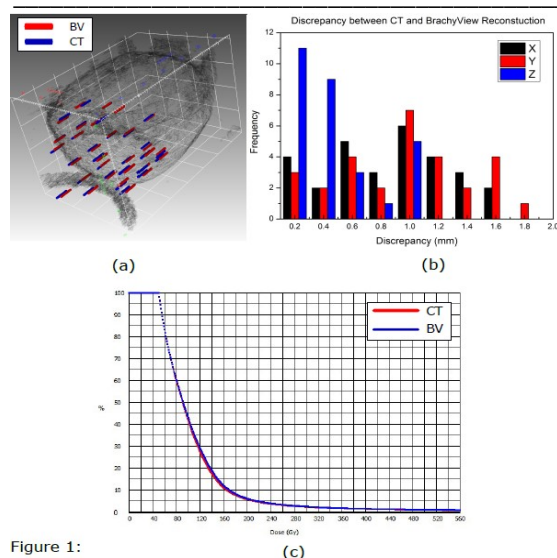 BV
CT
(a)
Discrepancy between CT and BrachyView Reconstuction
X
Y
Z
Frequency
12
10
8
6
4
2
0
0.2 0.4 0.6 0.8 1.0 1.2 1.4 1.6 1.8 2.0
Discrepancy (mm)
(b)
CT
BV
100
90
80
70
60
50
40
30
20
10
0
0 40 80 120 160 200 240 280 320 360 400 440 480 520 560
Dose (Gy)
Figure 1:
(c)